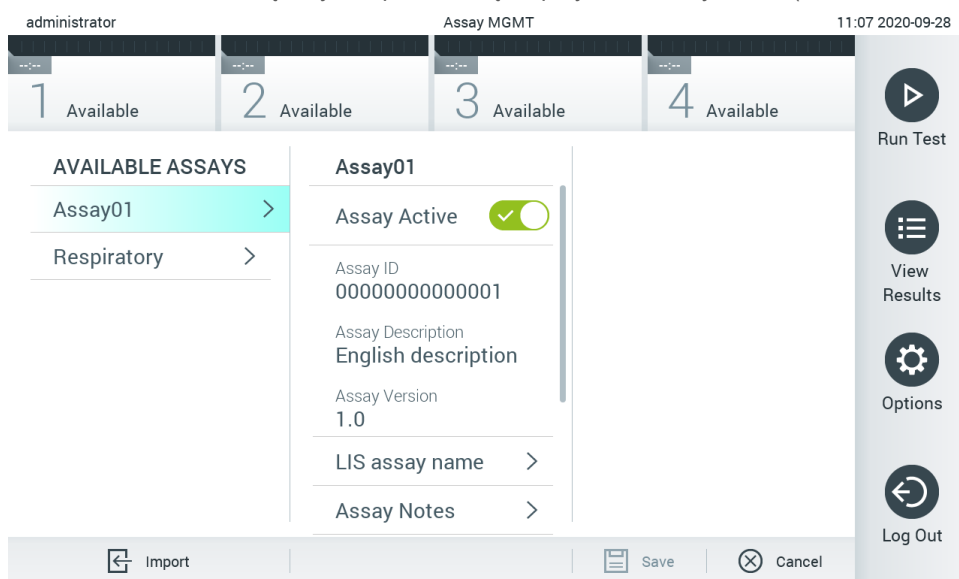 administrator
Assay MGMT
11:07 2020-09-28
--:--
1 Available
--:--
2 Available
--:--
3 Available
--:--
4 Available
AVAILABLE ASSAYS
Assay01
Respiratory
Assay01
Assay Active
Assay ID
00000000000001
Assay Description
English description
Assay Version
1.0
LIS assay name
Assay Notes
Run Test
View
Results
Options
Log Out
Import
Save
Cancel